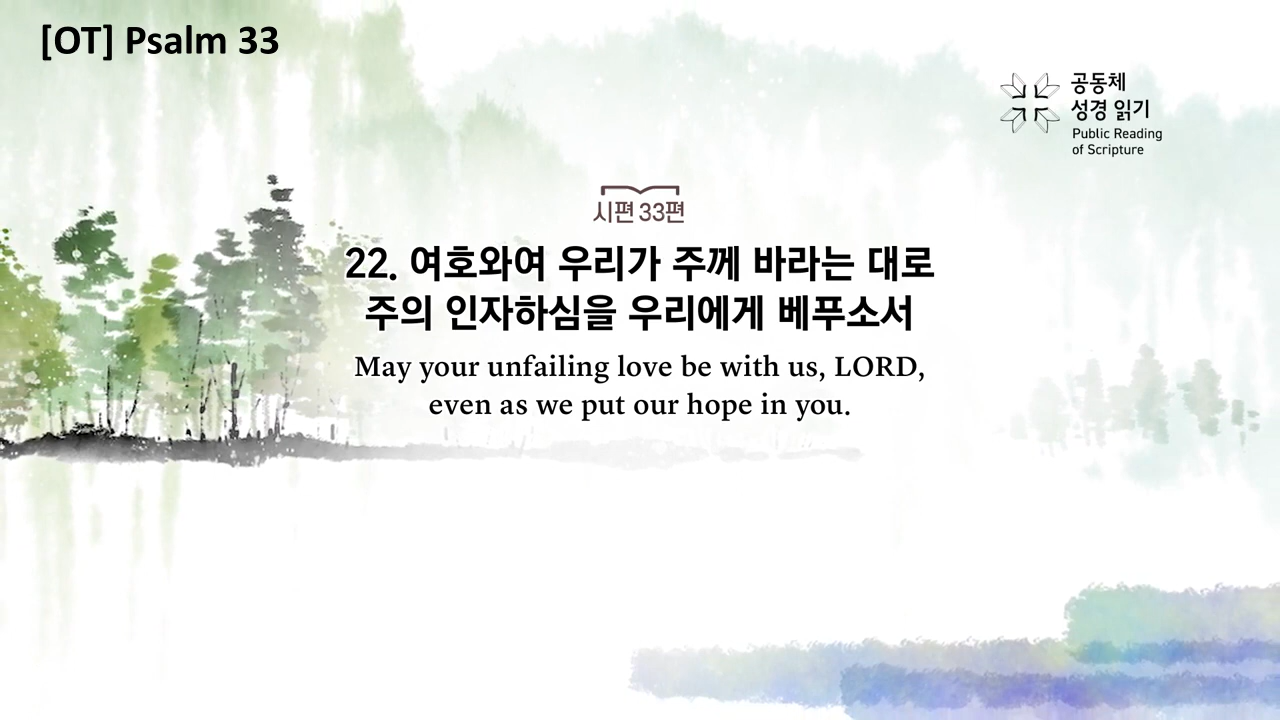 [OT] Psalm 33
공동체
성경 읽기
Public Reading
of Scripture
시편 33편
22. 여호와여 우리가 주께 바라는 대로
주의 인자하심을 우리에게 베푸소서
May your unfailing love be with us, LORD,
even as we put our hope in you.